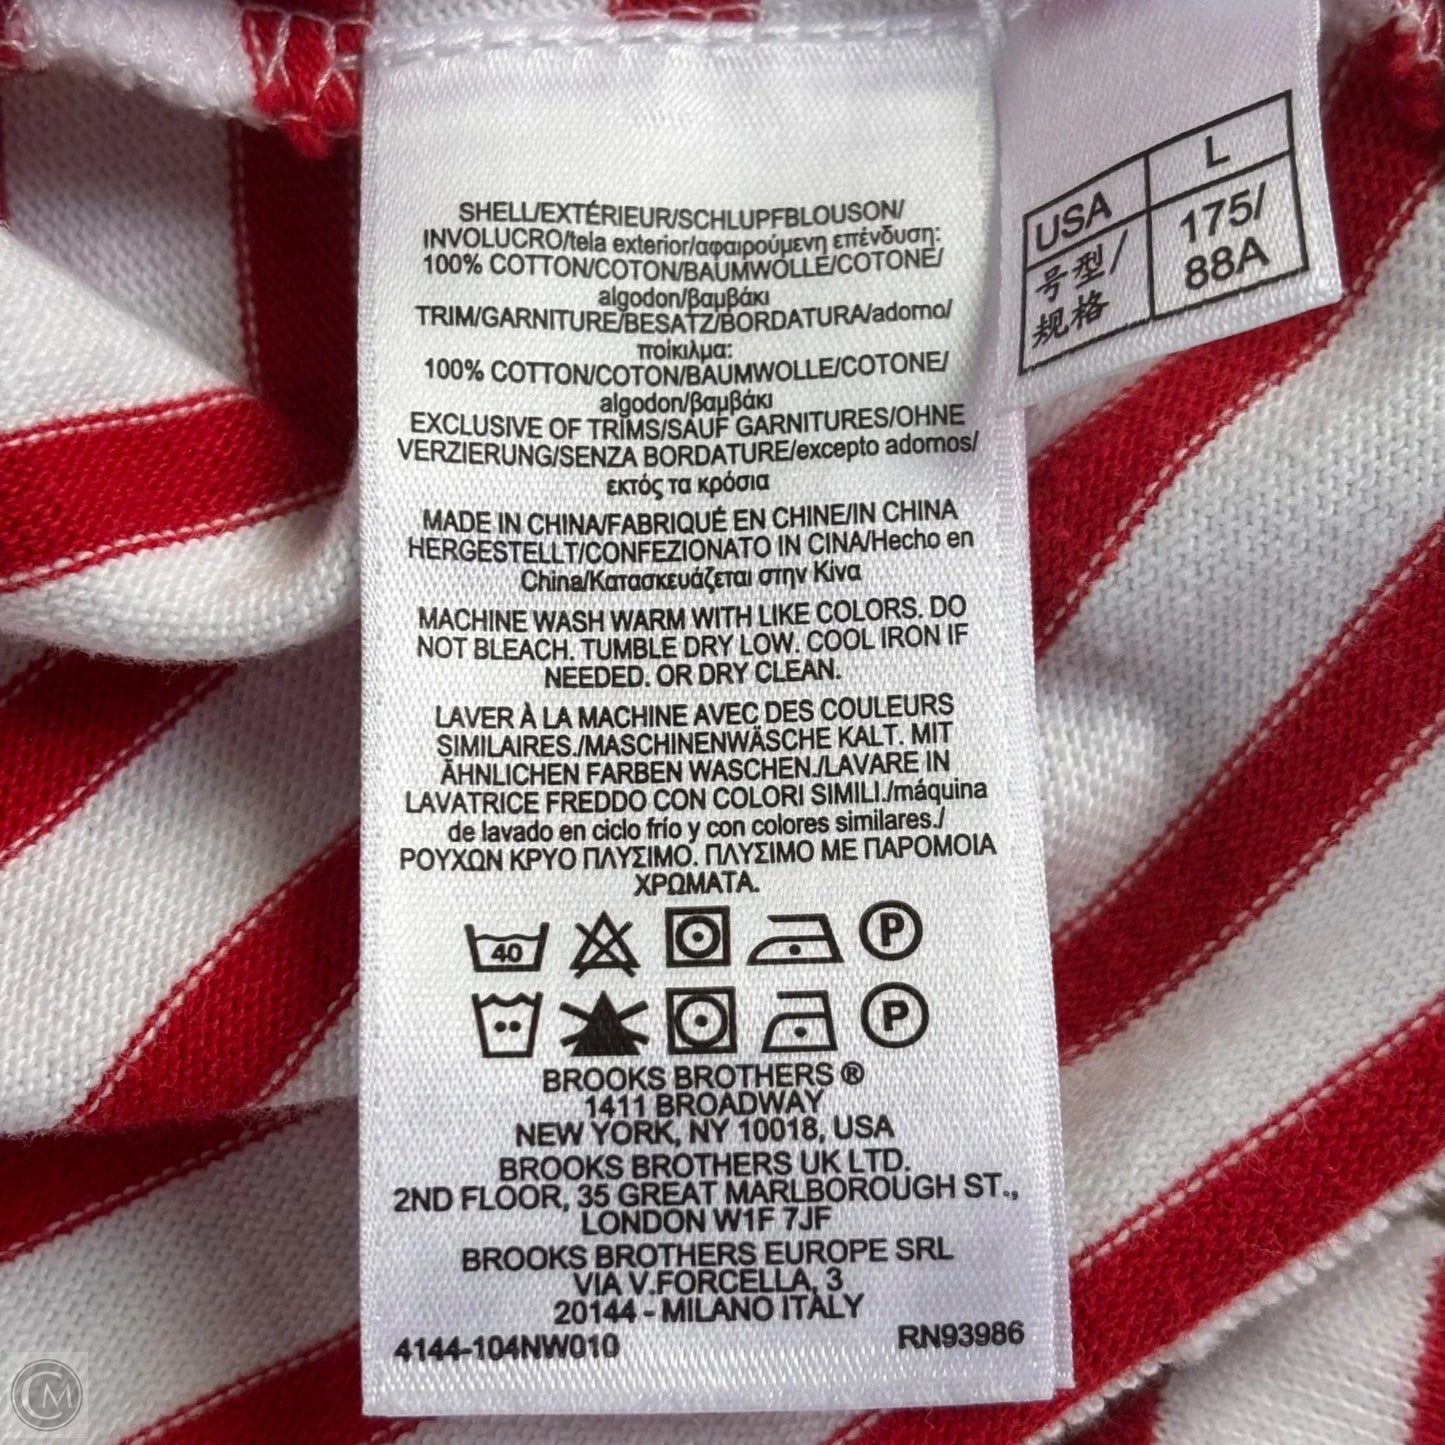 SHELL/EXTÉRIEUR/SCHLUPFBLOUSON/
INVOLUCRO/tela exterior/αφαιρούμενη επένδυση:
100% COTTON/COTON/BAUMWOLLE/COTONE/
algodon/βαμβάκι
TRIM/GARNITURE/BESATZ/BORDATURA/adorno/
ποίκιλμα:
100% COTTON/COTON/BAUMWOLLE/COTONE/
algodon/βαμβάκι
EXCLUSIVE OF TRIMS/SAUF GARNITURES/OHNE
VERZIERUNG/SENZA BORDATURE/excepto adornos/
εκτός τα κρόσια
MADE IN CHINA/FABRIQUÉ EN CHINE/IN CHINA
HERGESTELLT/CONFEZIONATO IN CINA/Hecho en
China/Κατασκευάζεται στην Κίνα
MACHINE WASH WARM WITH LIKE COLORS. DO
NOT BLEACH. TUMBLE DRY LOW. COOL IRON IF
NEEDED. OR DRY CLEAN.
LAVER À LA MACHINE AVEC DES COULEURS
SIMILAIRES./MASCHINENWÄSCHE KALT. MIT
ÄHNLICHEN FARBEN WASCHEN./LAVARE IN
LAVATRICE FREDDO CON COLORI SIMILI./máquina
de lavado en ciclo frío y con colores similares./
ΡΟΥΧΩΝ ΚΡΥΟ ΠΛΥΣΙΜΟ. ΠΛΥΣΙΜΟ ΜΕ ΠΑΡΟΜΟΙΑ
ΧΡΩΜΑΤΑ.
40 P
P
BROOKS BROTHERS ®
1411 BROADWAY
NEW YORK, NY 10018, USA
BROOKS BROTHERS UK LTD.
2ND FLOOR, 35 GREAT MARLBOROUGH ST.,
LONDON W1F 7JF
BROOKS BROTHERS EUROPE SRL
VIA V.FORCELLA, 3
20144 - MILANO ITALY
4144-104NW010 RN93986
USA L
号型/ 175/
规格 88A
CM